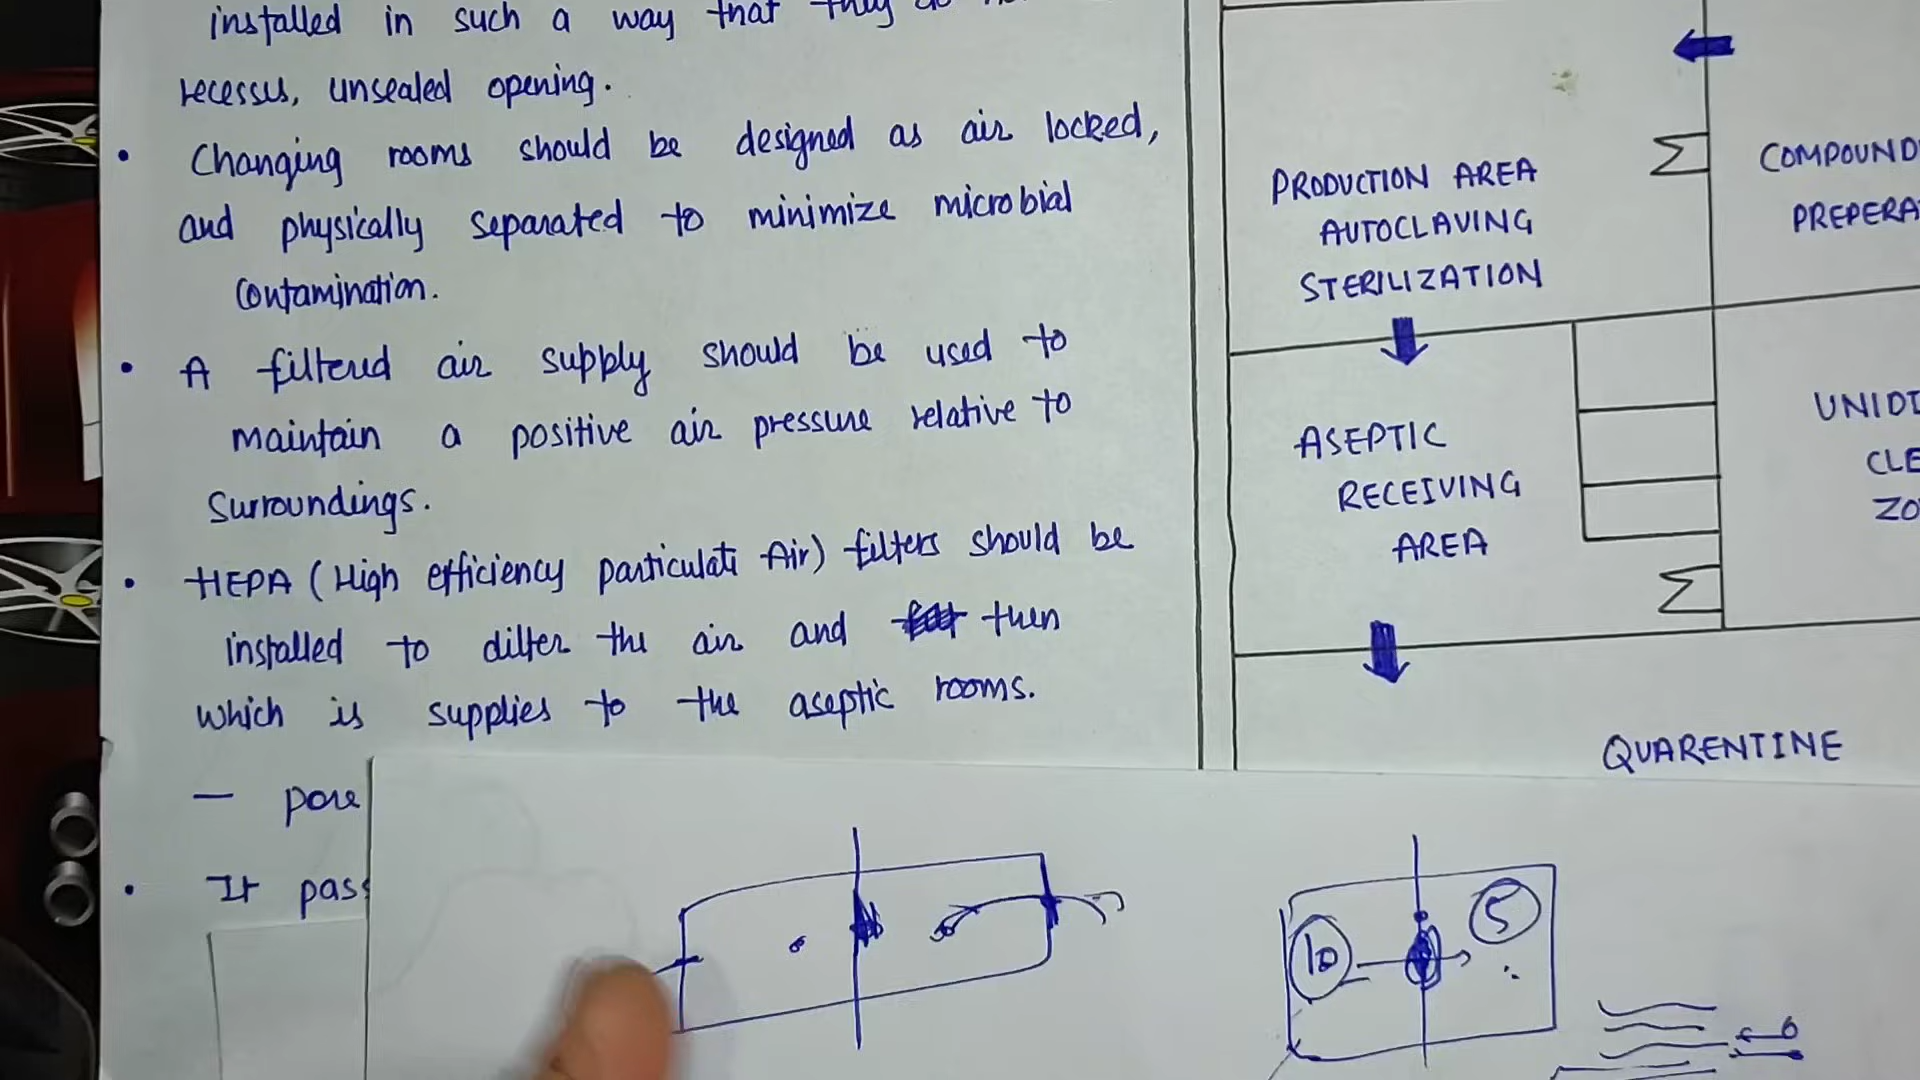 installed in such a way that they do
recesses, unsealed opening.
• Changing rooms should be designed as air locked,
and physically separated to minimize microbial
Contamination.
• A filtered air supply should be used to
maintain a positive air pressure relative to
Surroundings.
• HEPA (High efficiency particulate Air) filters should be
installed to dilter the air and then
which is supplies to the aseptic rooms.
— pore
• It pass
PRODUCTION AREA
AUTOCLAVING
STERILIZATION
COMPOUND
PREPERA
ASEPTIC
RECEIVING
AREA
UNIDI
CLE
ZO
QUARENTINE
10
5